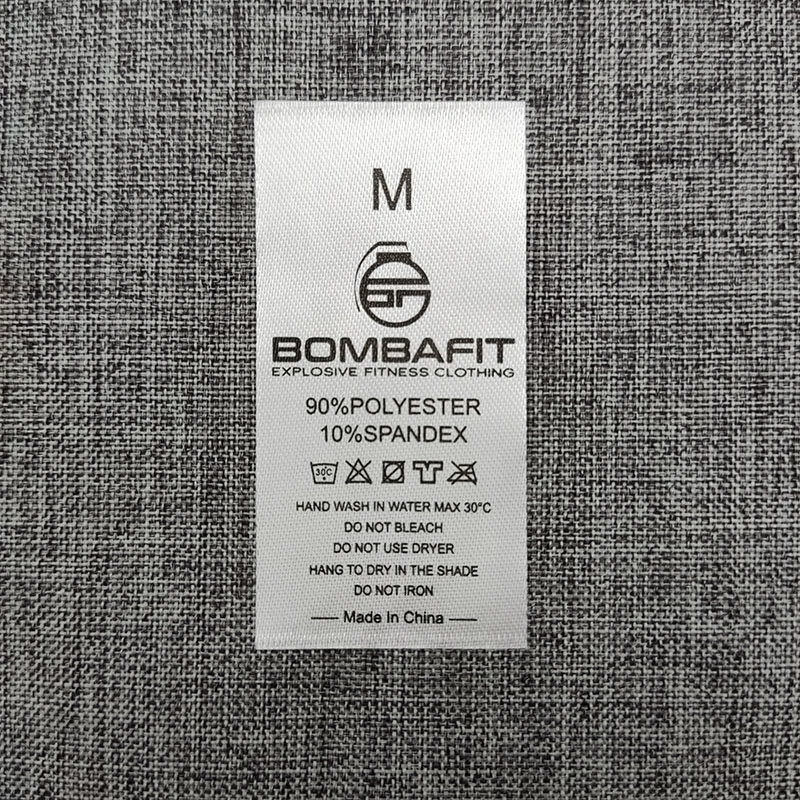 M
BF
BOMBAFIT
EXPLOSIVE FITNESS CLOTHING
90%POLYESTER
10%SPANDEX
30°C
HAND WASH IN WATER MAX 30°C
DO NOT BLEACH
DO NOT USE DRYER
HANG TO DRY IN THE SHADE
DO NOT IRON
Made In China